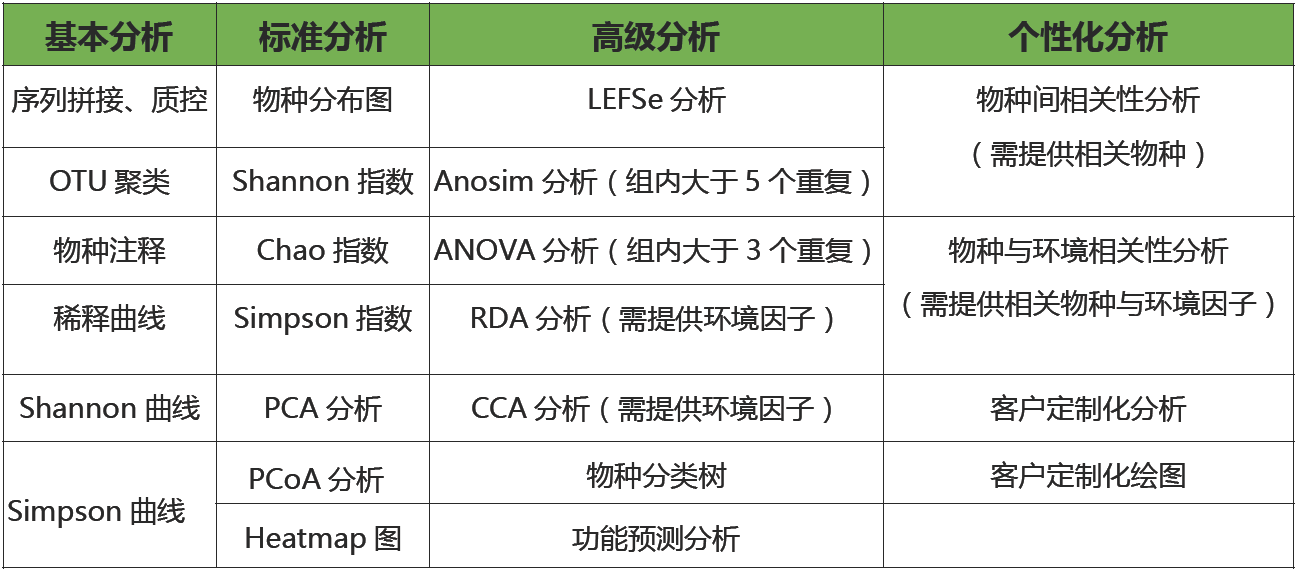 基本分析 标准分析 高级分析 个性化分析
序列拼接、质控 物种分布图 LEFSe 分析 物种间相关性分析
（需提供相关物种）
OTU 聚类 Shannon 指数 Anosim 分析（组内大于 5 个重复）
物种注释 Chao 指数 ANOVA 分析（组内大于 3 个重复） 物种与环境相关性分析
（需提供相关物种与环境因子）
稀释曲线 Simpson 指数 RDA 分析（需提供环境因子）
Shannon 曲线 PCA 分析 CCA 分析（需提供环境因子） 客户定制化分析
Simpson 曲线 PCoA 分析 物种分类树 客户定制化绘图
Heatmap 图 功能预测分析